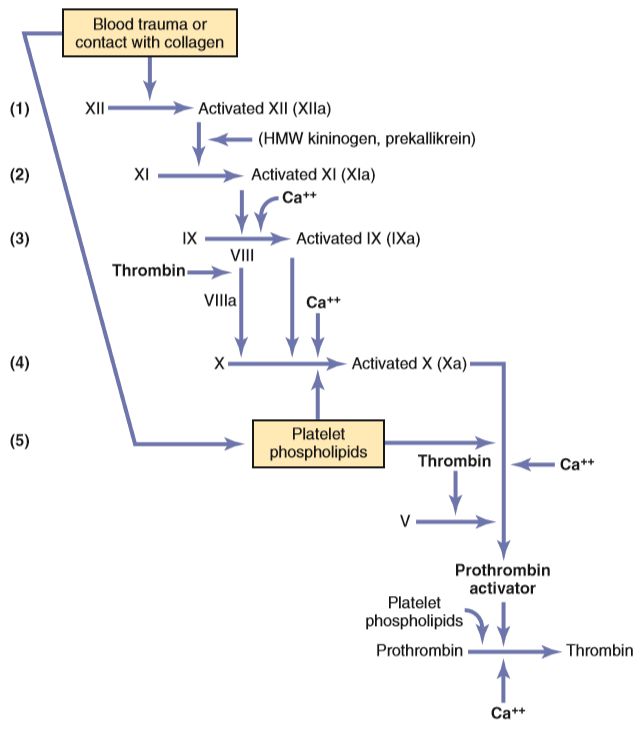 Blood trauma or
contact with collagen
(1) XII Activated XII (XIIa)
(HMW kininogen, prekallikrein)
(2) XI Activated XI (XIa)
Ca++
(3) IX Activated IX (IXa)
VIII
Thrombin
VIIIa Ca++
(4) X Activated X (Xa)
(5) Platelet
phospholipids
Thrombin Ca++
V
Prothrombin
activator
Platelet
phospholipids
Prothrombin Thrombin
Ca++